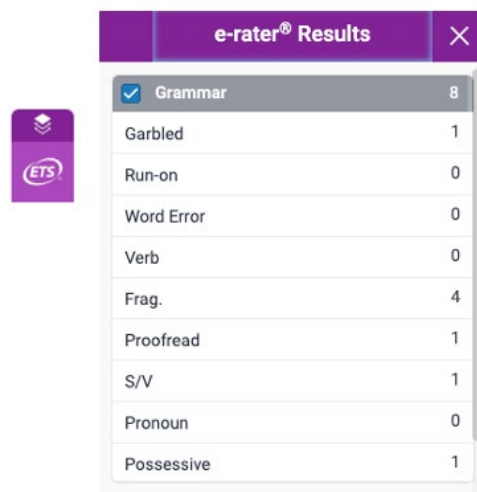 e-rater® Results
Grammar 8
ETS
Garbled 1
Run-on 0
Word Error 0
Verb 0
Frag. 4
Proofread 1
S/V 1
Pronoun 0
Possessive 1